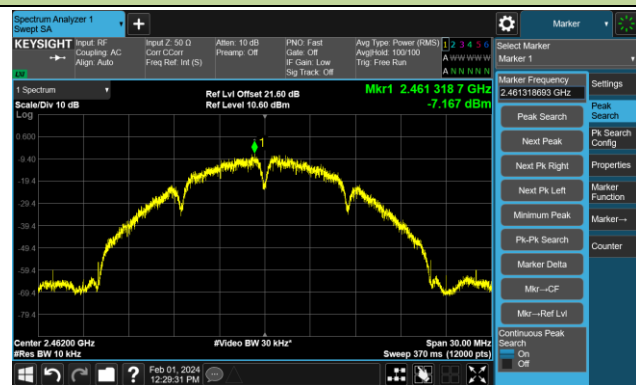 Spectrum Analyzer 1
Swept SA
Marker
KEYSIGHT
Input: RF
Coupling: AC
Align: Auto
Input Z: 50 Ω
Corr CCorr
Freq Ref: Int (S)
Atten: 10 dB
Preamp: Off
PNO: Fast
Gate: Off
IF Gain: Low
Sig Track: Off
Avg Type: Power (RMS)
Avg|Hold: 100/100
Trig: Free Run
1 2 3 4 5 6
A W W W W W
A N N N N N
LW
Select Marker
Marker 1
1 Spectrum
Scale/Div 10 dB
Log
Ref Lvl Offset 21.60 dB
Ref Level 10.60 dBm
Mkr1 2.461 318 7 GHz
-7.167 dBm
0.600
-9.40
-19.4
-29.4
-39.4
-49.4
-59.4
-69.4
-79.4
1
Center 2.46200 GHz
#Res BW 10 kHz
#Video BW 30 kHz*
Span 30.00 MHz
Sweep 370 ms (12000 pts)
Marker Frequency
2.461318693 GHz
Peak Search
Next Peak
Next Pk Right
Next Pk Left
Minimum Peak
Pk-Pk Search
Marker Delta
Mkr→CF
Mkr→Ref Lvl
Continuous Peak
Search
On
Off
Settings
Peak
Search
Pk Search
Config
Properties
Marker
Function
Marker→
Counter
?
Feb 01, 2024
12:29:31 PM